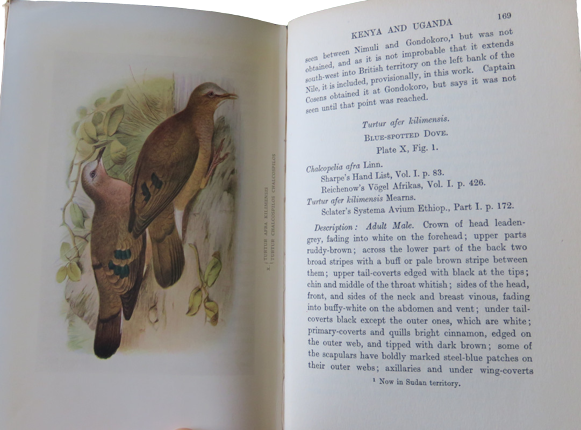 KENYA AND UGANDA 169
seen between Nimuli and Gondokoro,¹ but was not
obtained, and as it is not improbable that it extends
south-west into British territory on the left bank of the
Nile, it is included, provisionally, in this work. Captain
Cosens obtained it at Gondokoro, but says it was not
seen until that point was reached.
Turtur afer kilimensis.
BLUE-SPOTTED DOVE.
Plate X, Fig. 1.
Chalcopelia afra Linn.
Sharpe's Hand List, Vol. I. p. 83.
Reichenow's Vögel Afrikas, Vol. I. p. 426.
Turtur afer kilimensis Mearns.
Sclater's Systema Avium Ethiop., Part I. p. 172.
Description: Adult Male. Crown of head leaden-
grey, fading into white on the forehead; upper parts
ruddy-brown; across the lower part of the back two
broad stripes with a buff or pale brown stripe between
them; upper tail-coverts edged with black at the tips;
chin and middle of the throat whitish; sides of the head,
front, and sides of the neck and breast vinous, fading
into buffy-white on the abdomen and vent; under tail-
coverts black except the outer ones, which are white;
primary-coverts and quills bright cinnamon, edged on
the outer web, and tipped with dark brown; some of
the scapulars have boldly marked steel-blue patches on
their outer webs; axillaries and under wing-coverts
¹ Now in Sudan territory.